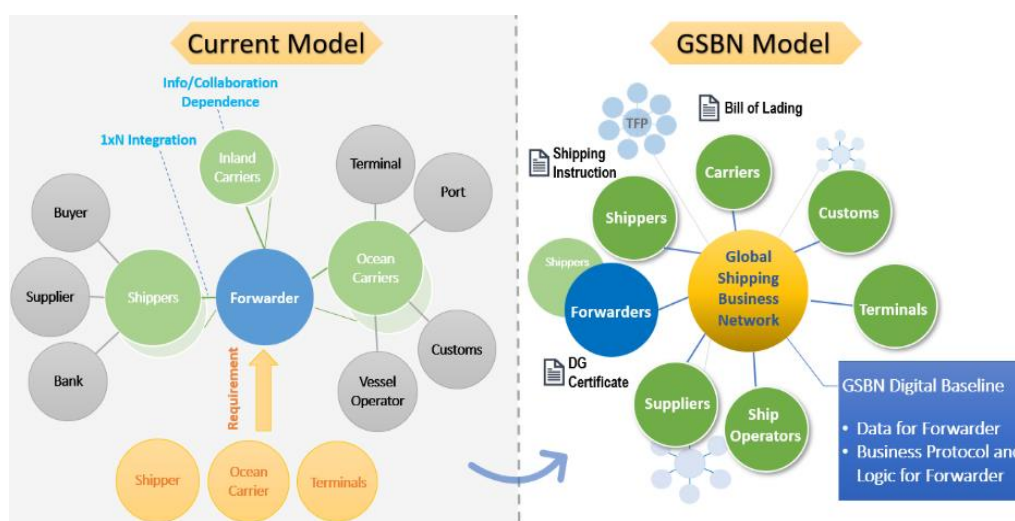 Current Model
Info/Collaboration
Dependence
1xN Integration
Inland
Carriers
Terminal
Port
Buyer
Supplier
Shippers
Forwarder
Ocean
Carriers
Bank
Customs
Vessel
Operator
Requirement
Shipper
Ocean
Carrier
Terminals
GSBN Model
TFP
Bill of Lading
Shipping
Instruction
Carriers
Shippers
Customs
Shippers
Forwarders
Global
Shipping
Business
Network
Terminals
DG
Certificate
Suppliers
Ship
Operators
GSBN Digital Baseline
• Data for Forwarder
• Business Protocol and
Logic for Forwarder